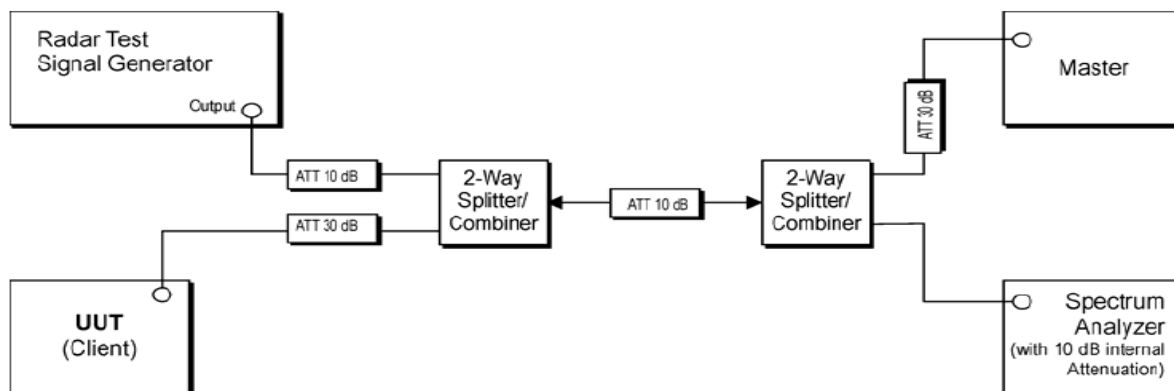 Radar Test
Signal Generator
Output
Master
ATT 30 dB
ATT 10 dB
2-Way
Splitter/
Combiner
ATT 10 dB
2-Way
Splitter/
Combiner
ATT 30 dB
UUT
(Client)
Spectrum
Analyzer
(with 10 dB internal
Attenuation)